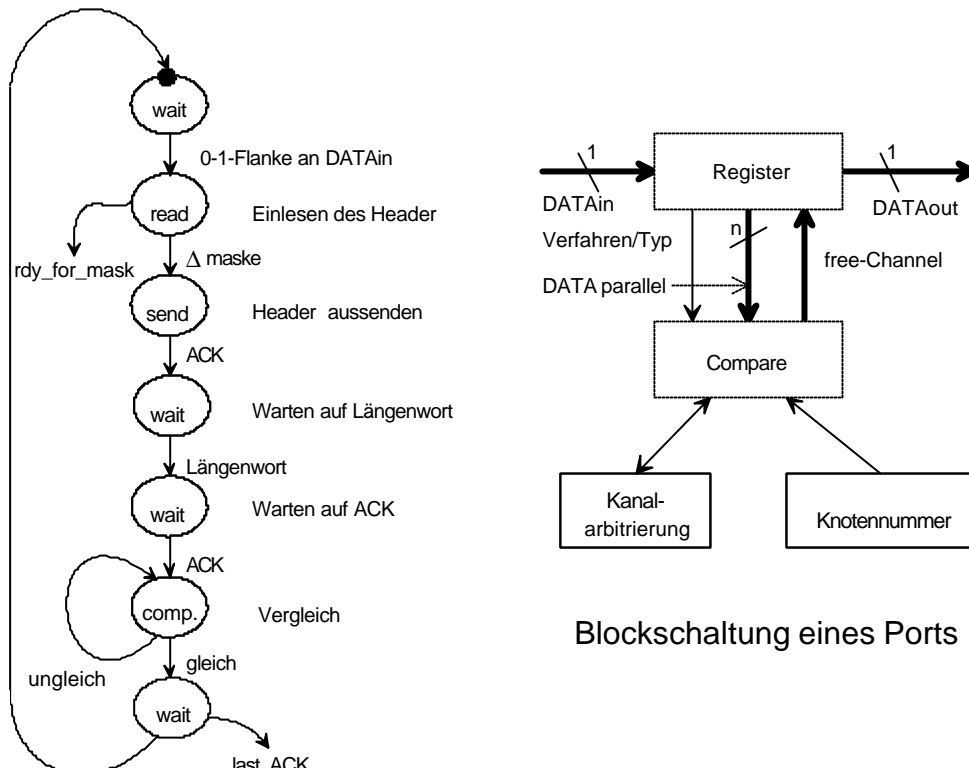 wait
0-1-Flanke an DATAin
read
Einlesen des Header
rdy_for_mask
Δ maske
send
Header aussenden
ACK
wait
Warten auf Längenwort
Längenwort
wait
Warten auf ACK
ACK
comp.
Vergleich
ungleich
gleich
wait
last_ACK
1
Register
1
DATAin
DATAout
Verfahren/Typ
n
free-Channel
DATA parallel
Compare
Kanal-
arbitrierung
Knotennummer
Blockschaltung eines Ports